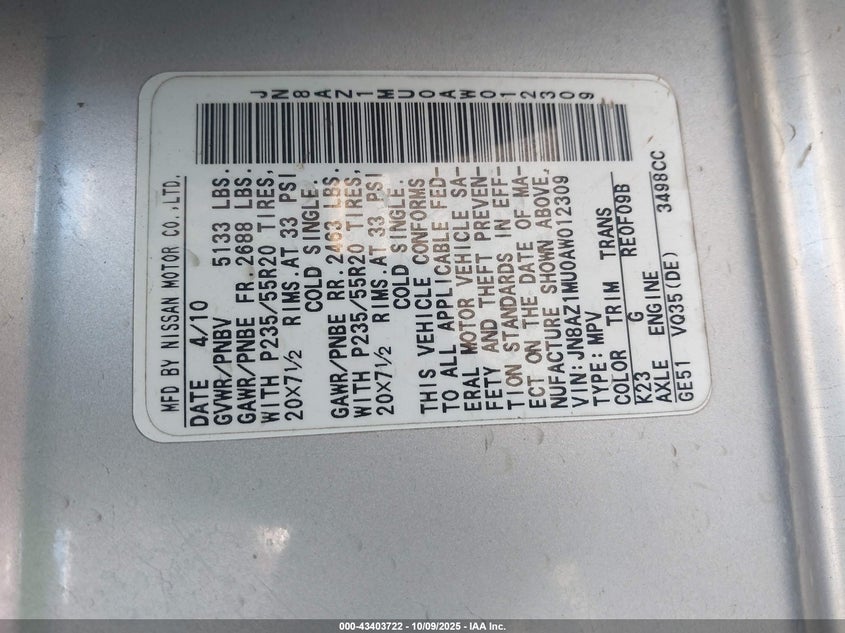 MFD BY NISSAN MOTOR CO.,LTD.
DATE 4/10
GVWR/PNBV 5133 LBS.
GAWR/PNBE FR.2688 LBS.
WITH P235/55R20 TIRES,
20X7½ RIMS.AT 33 PSI
COLD SINGLE.
GAWR/PNBE RR.2463 LBS.
WITH P235/55R20 TIRES,
20X7½ RIMS.AT 33 PSI
COLD SINGLE.
THIS VEHICLE CONFORMS
TO ALL APPLICABLE FED-
ERAL MOTOR VEHICLE SA-
FETY AND THEFT PREVEN-
TION STANDARDS IN EFF-
ECT ON THE DATE OF MA-
NUFACTURE SHOWN ABOVE.
VIN:JN8AZ1MU0AW012309
TYPE:MPV
COLOR TRIM TRANS
K23 G RE0F09B
AXLE ENGINE
GE51 VQ35(DE) 3498CC
JN8AZ1MU0AW012309
000-43403722 - 10/09/2025 - IAA Inc.